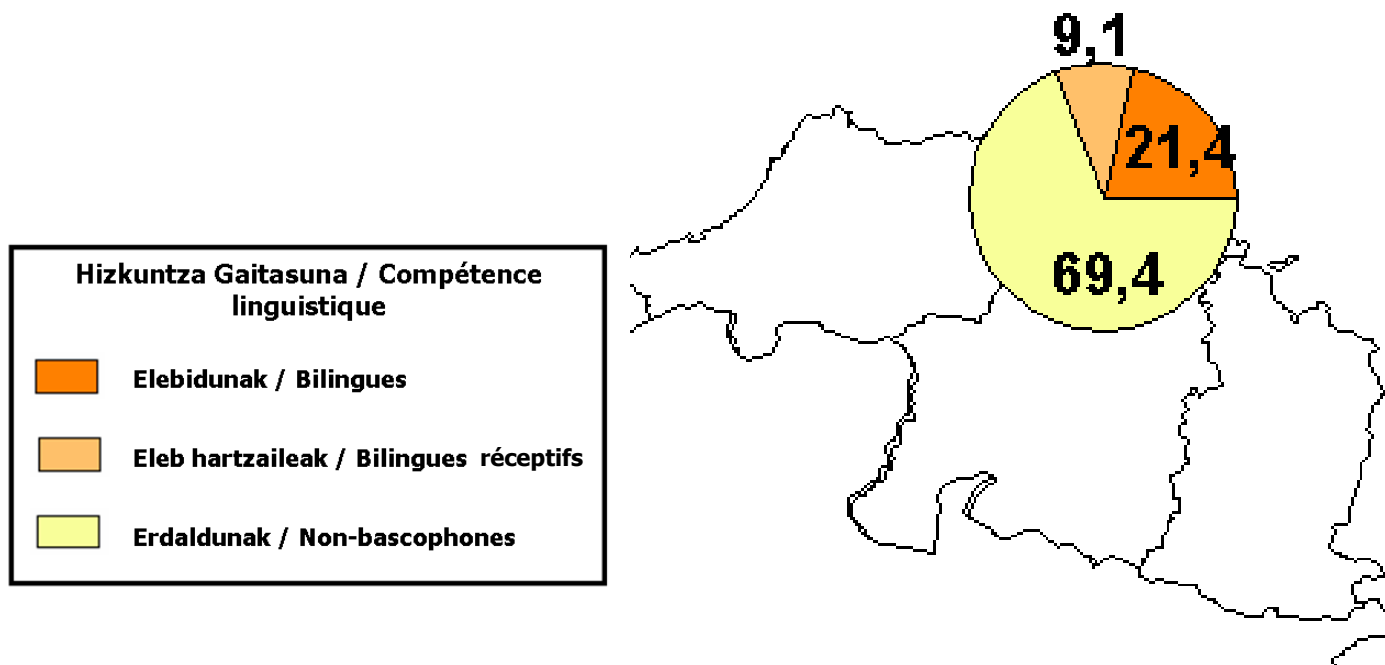 9,1
21,4
69,4
Hizkuntza Gaitasuna / Compétence
linguistique
Elebidunak / Bilingues
Eleb hartzaileak / Bilingues réceptifs
Erdaldunak / Non-bascophones